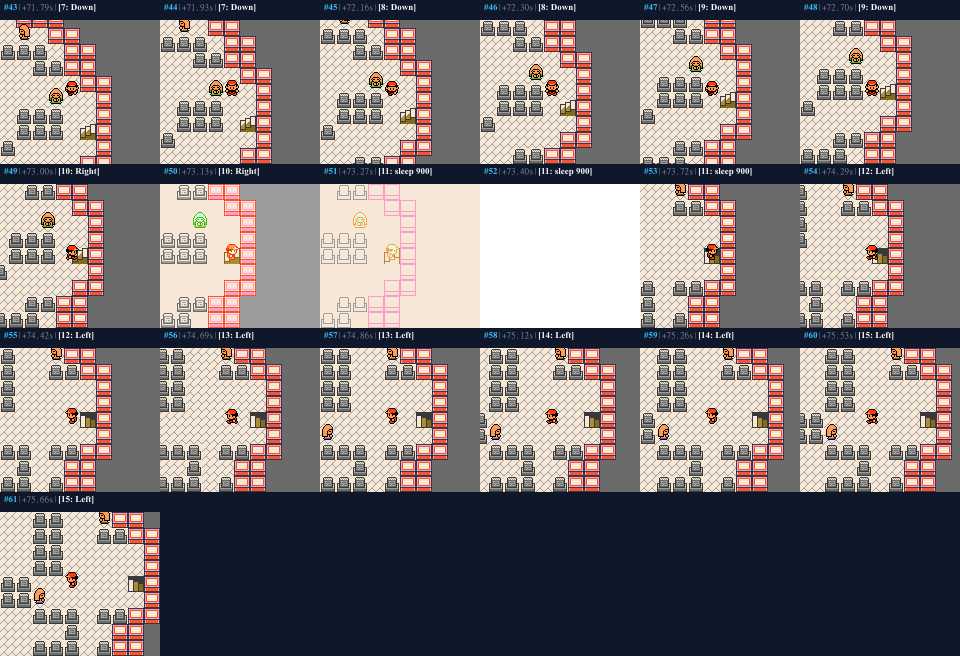 #43|+71.79s|[7: Down]
#44|+71.93s|[7: Down]
#45|+72.16s|[8: Down]
#46|+72.30s|[8: Down]
#47|+72.56s|[9: Down]
#48|+72.70s|[9: Down]
#49|+73.00s|[10: Right]
#50|+73.13s|[10: Right]
#51|+73.27s|[11: sleep 900]
#52|+73.40s|[11: sleep 900]
#53|+73.72s|[11: sleep 900]
#54|+74.29s|[12: Left]
#55|+74.42s|[12: Left]
#56|+74.69s|[13: Left]
#57|+74.86s|[13: Left]
#58|+75.12s|[14: Left]
#59|+75.26s|[14: Left]
#60|+75.53s|[15: Left]
#61|+75.66s|[15: Left]